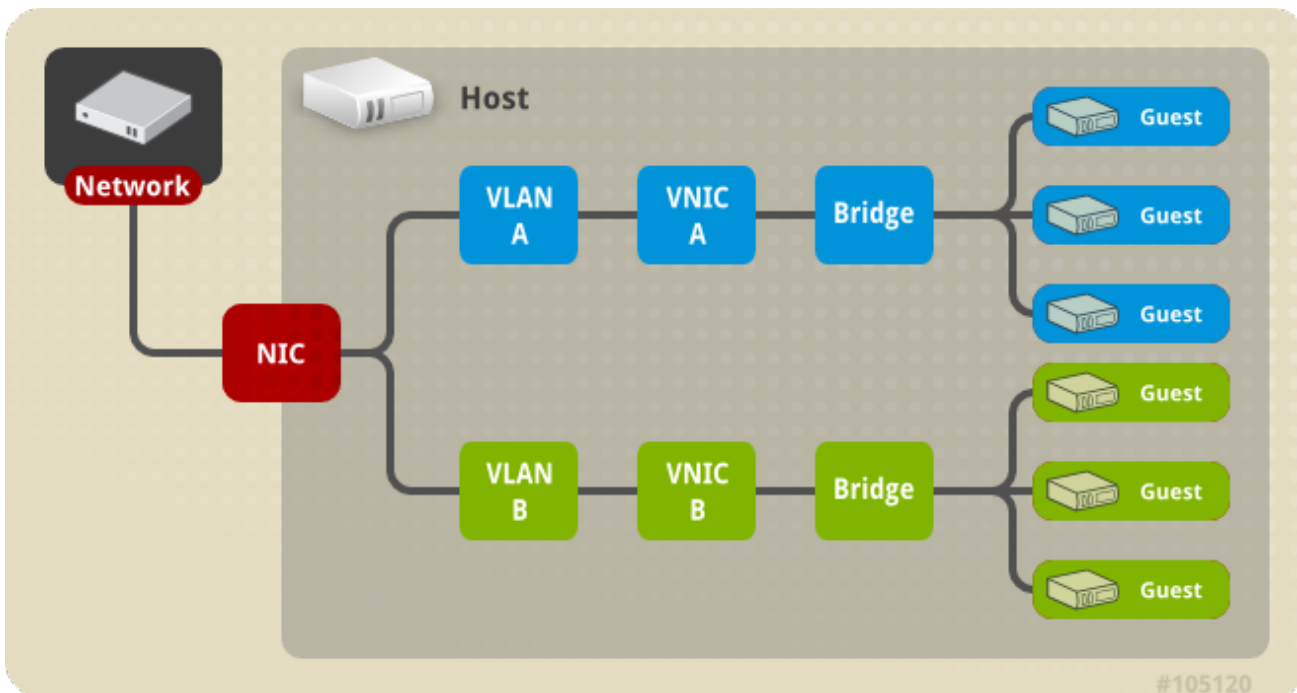 Host
Network
NIC
VLAN
A
VNIC
A
Bridge
Guest
Guest
Guest
VLAN
B
VNIC
B
Bridge
Guest
Guest
Guest
#105120